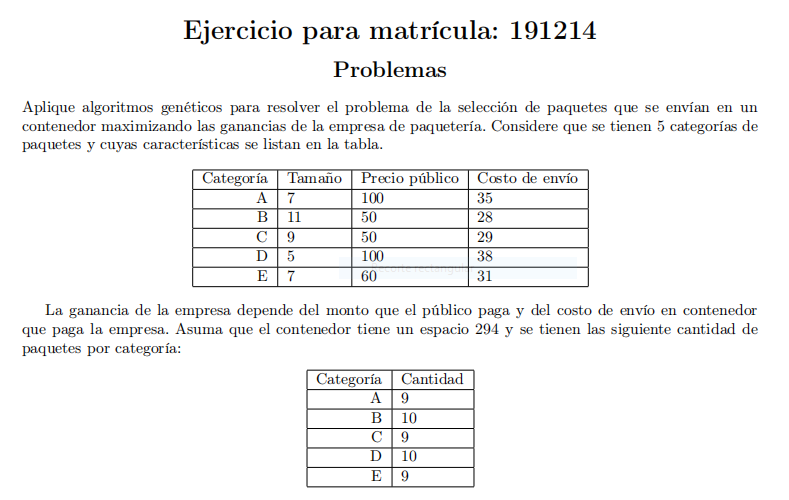 Ejercicio para matrícula: 191214
Problemas
Aplique algoritmos genéticos para resolver el problema de la selección de paquetes que se envían en un
contenedor maximizando las ganancias de la empresa de paquetería. Considere que se tienen 5 categorías de
paquetes y cuyas características se listan en la tabla.
Categoría Tamaño Precio público Costo de envío
A 7 100 35
B 11 50 28
C 9 50 29
D 5 100 38
E 7 60 31
La ganancia de la empresa depende del monto que el público paga y del costo de envío en contenedor
que paga la empresa. Asuma que el contenedor tiene un espacio 294 y se tienen las siguiente cantidad de
paquetes por categoría:
Categoría Cantidad
A 9
B 10
C 9
D 10
E 9